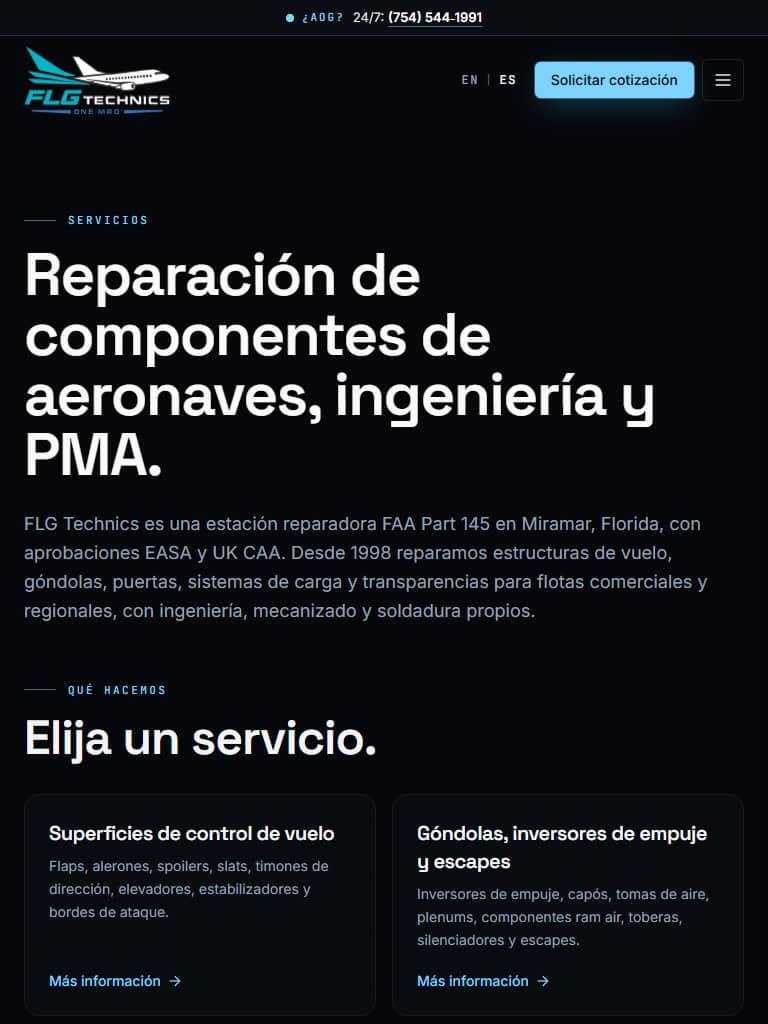 ¿AOG? 24/7: (754) 544-1991
FLG TECHNICS
ONE MRO
EN | ES
Solicitar cotización
SERVICIOS
Reparación de
componentes de
aeronaves, ingeniería y
PMA.
FLG Technics es una estación reparadora FAA Part 145 en Miramar, Florida, con
aprobaciones EASA y UK CAA. Desde 1998 reparamos estructuras de vuelo,
góndolas, puertas, sistemas de carga y transparencias para flotas comerciales y
regionales, con ingeniería, mecanizado y soldadura propios.
QUÉ HACEMOS
Elija un servicio.
Superficies de control de vuelo
Flaps, alerones, spoilers, slats, timones de
dirección, elevadores, estabilizadores y
bordes de ataque.
Más información →
Góndolas, inversores de empuje
y escapes
Inversores de empuje, capós, tomas de aire,
plenums, componentes ram air, toberas,
silenciadores y escapes.
Más información →